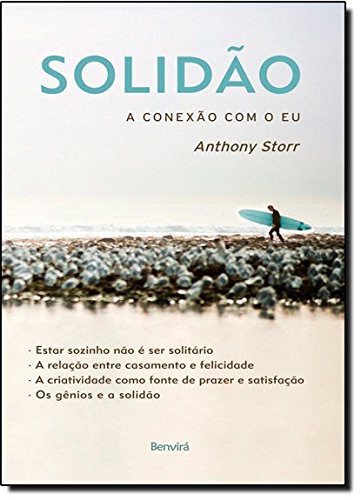 SOLIDÃO
A CONEXÃO COM O EU
Anthony Storr
· Estar sozinho não é ser solitário
· A relação entre casamento e felicidade
· A criatividade como fonte de prazer e satisfação
· Os gênios e a solidão
Benvirá